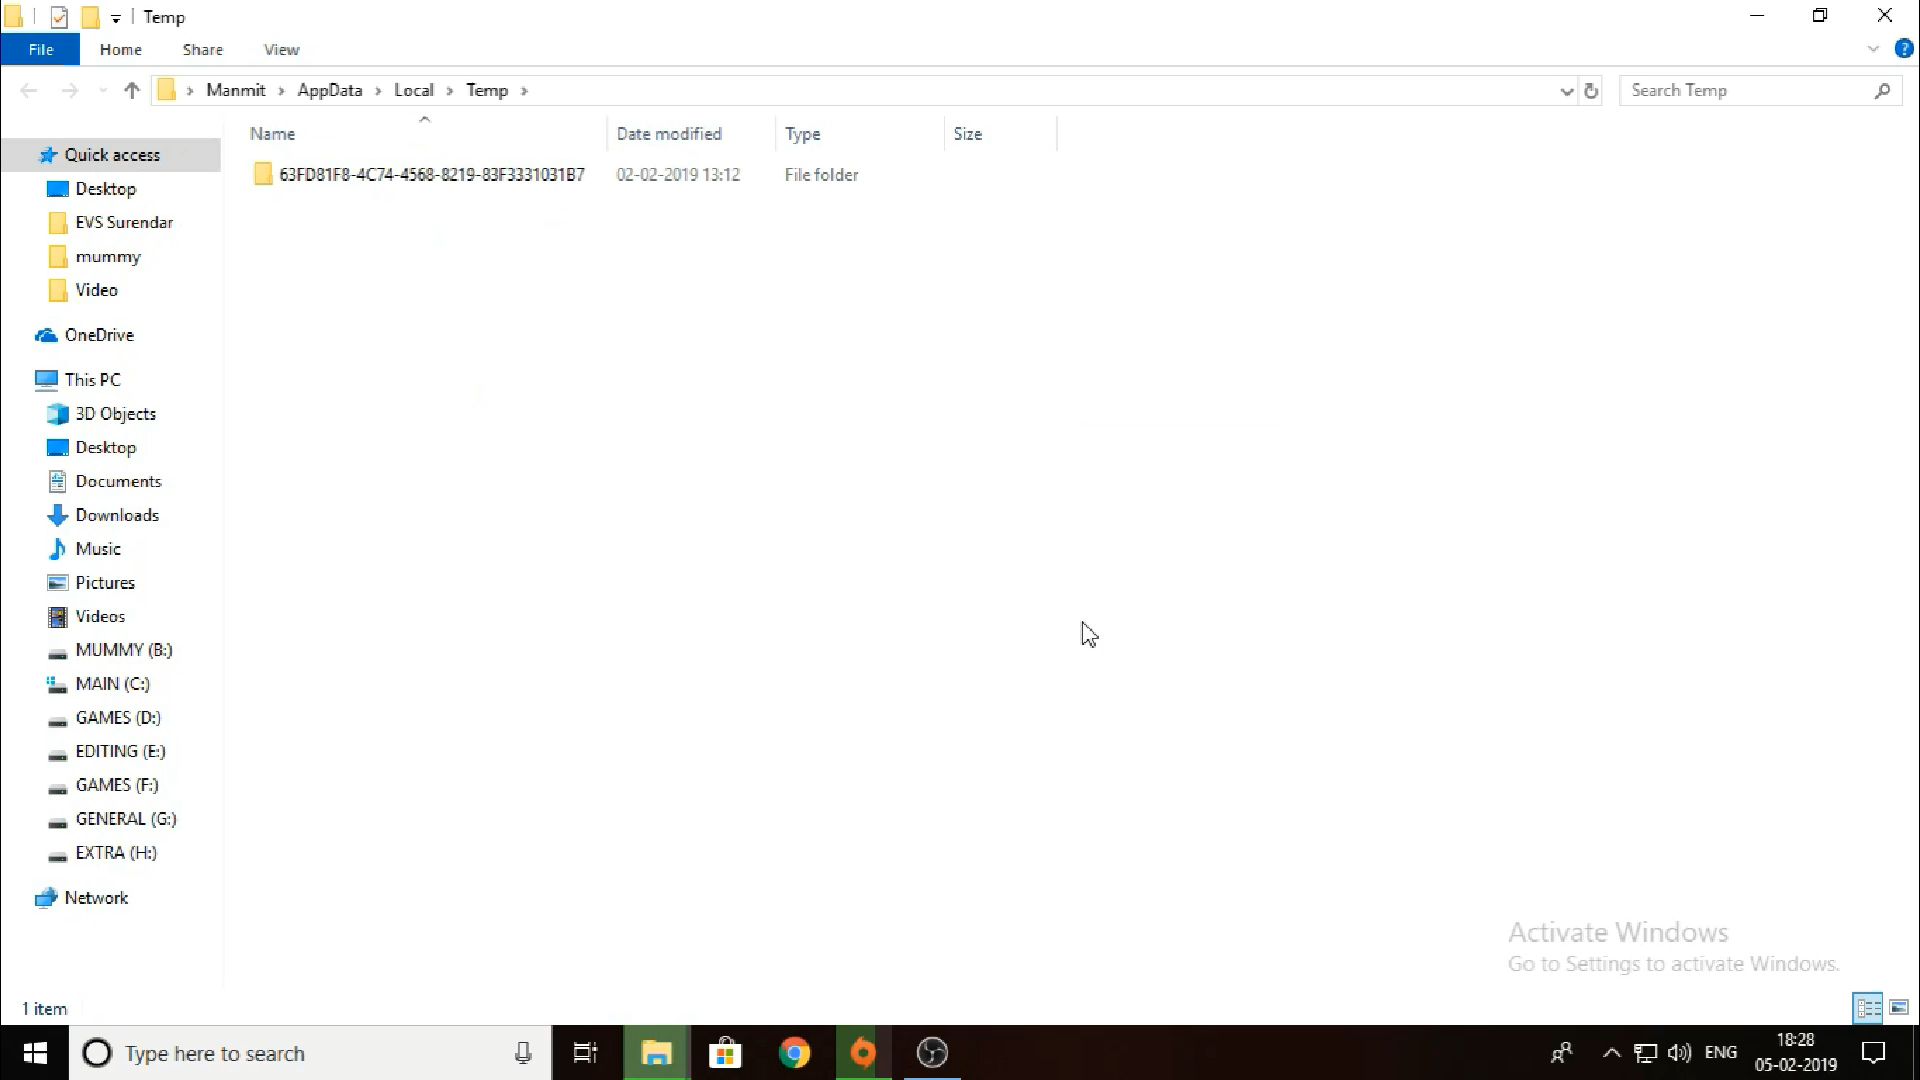 Temp
File Home Share View
Manmit AppData Local Temp
Search Temp
Name Date modified Type Size
63FD81F8-4C74-4568-8219-83F3331031B7 02-02-2019 13:12 File folder
Quick access
Desktop
EVS Surendar
mummy
Video
OneDrive
This PC
3D Objects
Desktop
Documents
Downloads
Music
Pictures
Videos
MUMMY (B:)
MAIN (C:)
GAMES (D:)
EDITING (E:)
GAMES (F:)
GENERAL (G:)
EXTRA (H:)
Network
Activate Windows
Go to Settings to activate Windows.
1 item
Type here to search
ENG
18:28
05-02-2019